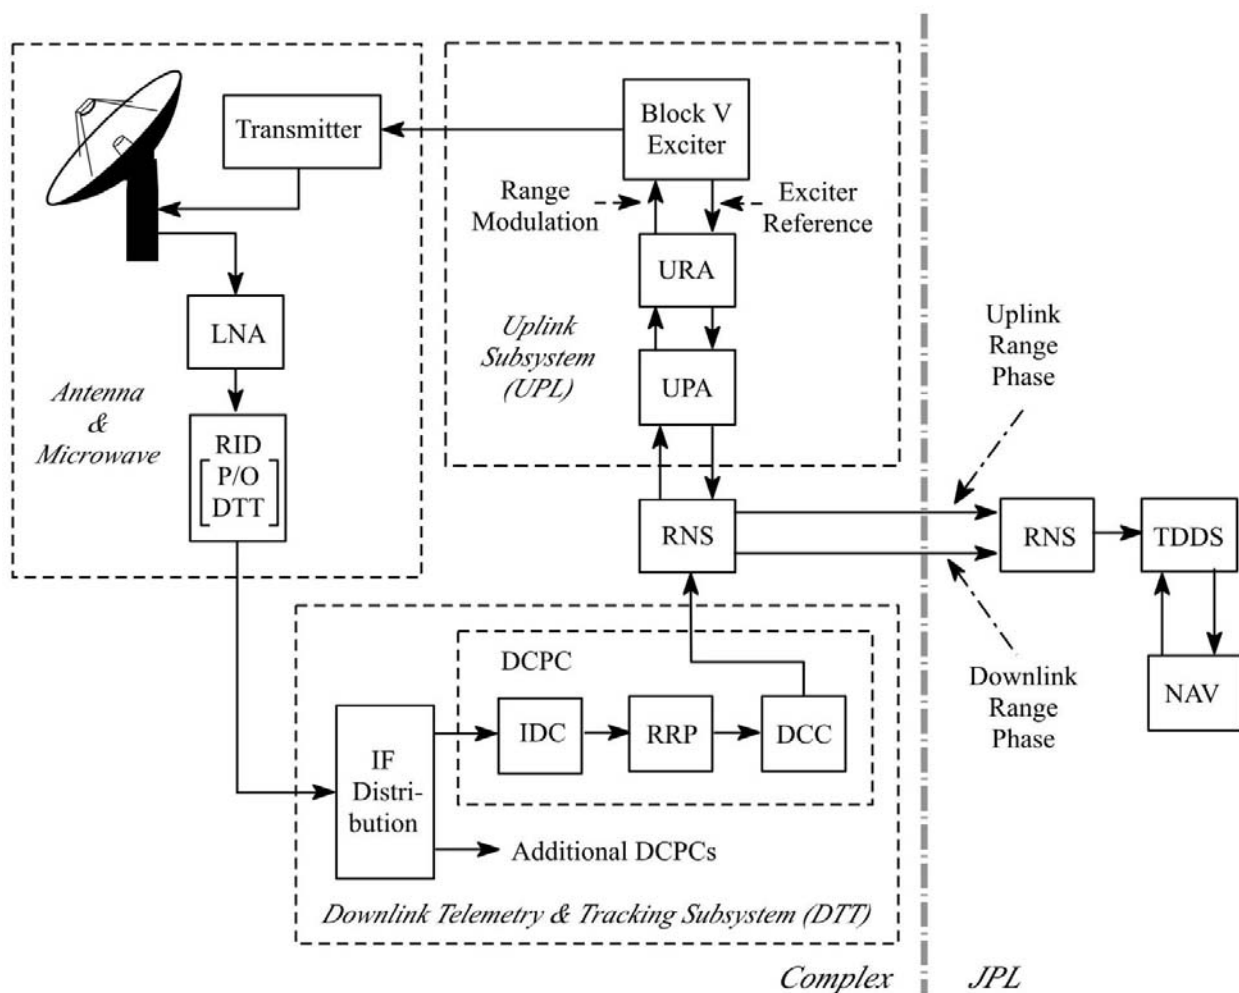 Transmitter
Block V
Exciter
Range
Modulation
Exciter
Reference
URA
LNA
Uplink
Subsystem
(UPL)
UPA
Uplink
Range
Phase
Antenna
&
Microwave
RID
P/O
DTT
RNS
RNS
TDDS
DCPC
IDC
RRP
DCC
Downlink
Range
Phase
NAV
IF
Distri-
bution
Additional DCPCs
Downlink Telemetry & Tracking Subsystem (DTT)
Complex
JPL